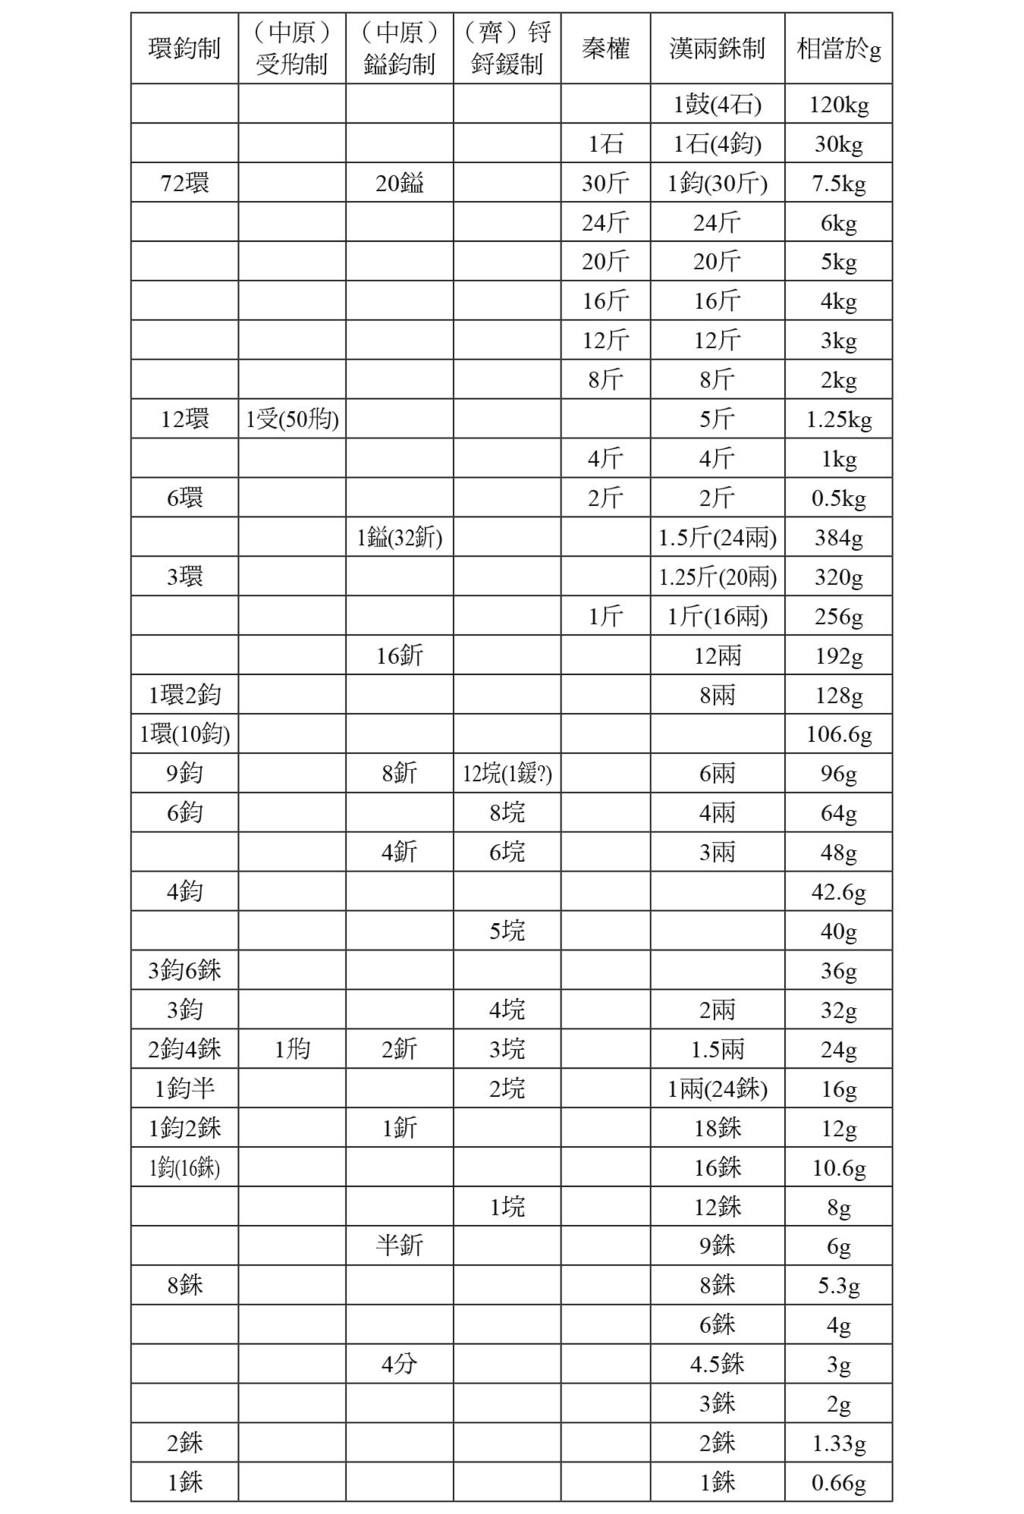 環鈞制 （中原） （中原） （齊）锊 秦權 漢兩銖制 相當於g
受㸬制 鎰鈞制 鋝鍰制
1鼓(4石) 120kg
1石 1石(4鈞) 30kg
72環 20鎰 30斤 1鈞(30斤) 7.5kg
24斤 24斤 6kg
20斤 20斤 5kg
16斤 16斤 4kg
12斤 12斤 3kg
8斤 8斤 2kg
12環 5斤 1.25kg
4斤 4斤 1kg
6環 2斤 2斤 0.5kg
1鎰(32釿) 1.5斤(24兩) 384g
3環 1.25斤(20兩) 320g
1斤 1斤(16兩) 256g
16釿 12兩 192g
1環2鈞 8兩 128g
1環(10鈞) 106.6g
9鈞 8釿 12垸(1鍰?) 6兩 96g
6鈞 8垸 4兩 64g
4釿 6垸 3兩 48g
4鈞 42.6g
5垸 40g
3鈞6銖 36g
3鈞 4垸 2兩 32g
2鈞4銖 2釿 3垸 1.5兩 24g
1鈞半 2垸 1兩(24銖) 16g
1鈞2銖 1釿 18銖 12g
1鈞(16銖) 16銖 10.6g
1垸 12銖 8g
半釿 9銖 6g
8銖 8銖 5.3g
6銖 4g
4分 4.5銖 3g
3銖 2g
2銖 2銖 1.33g
1銖 1銖 0.66g